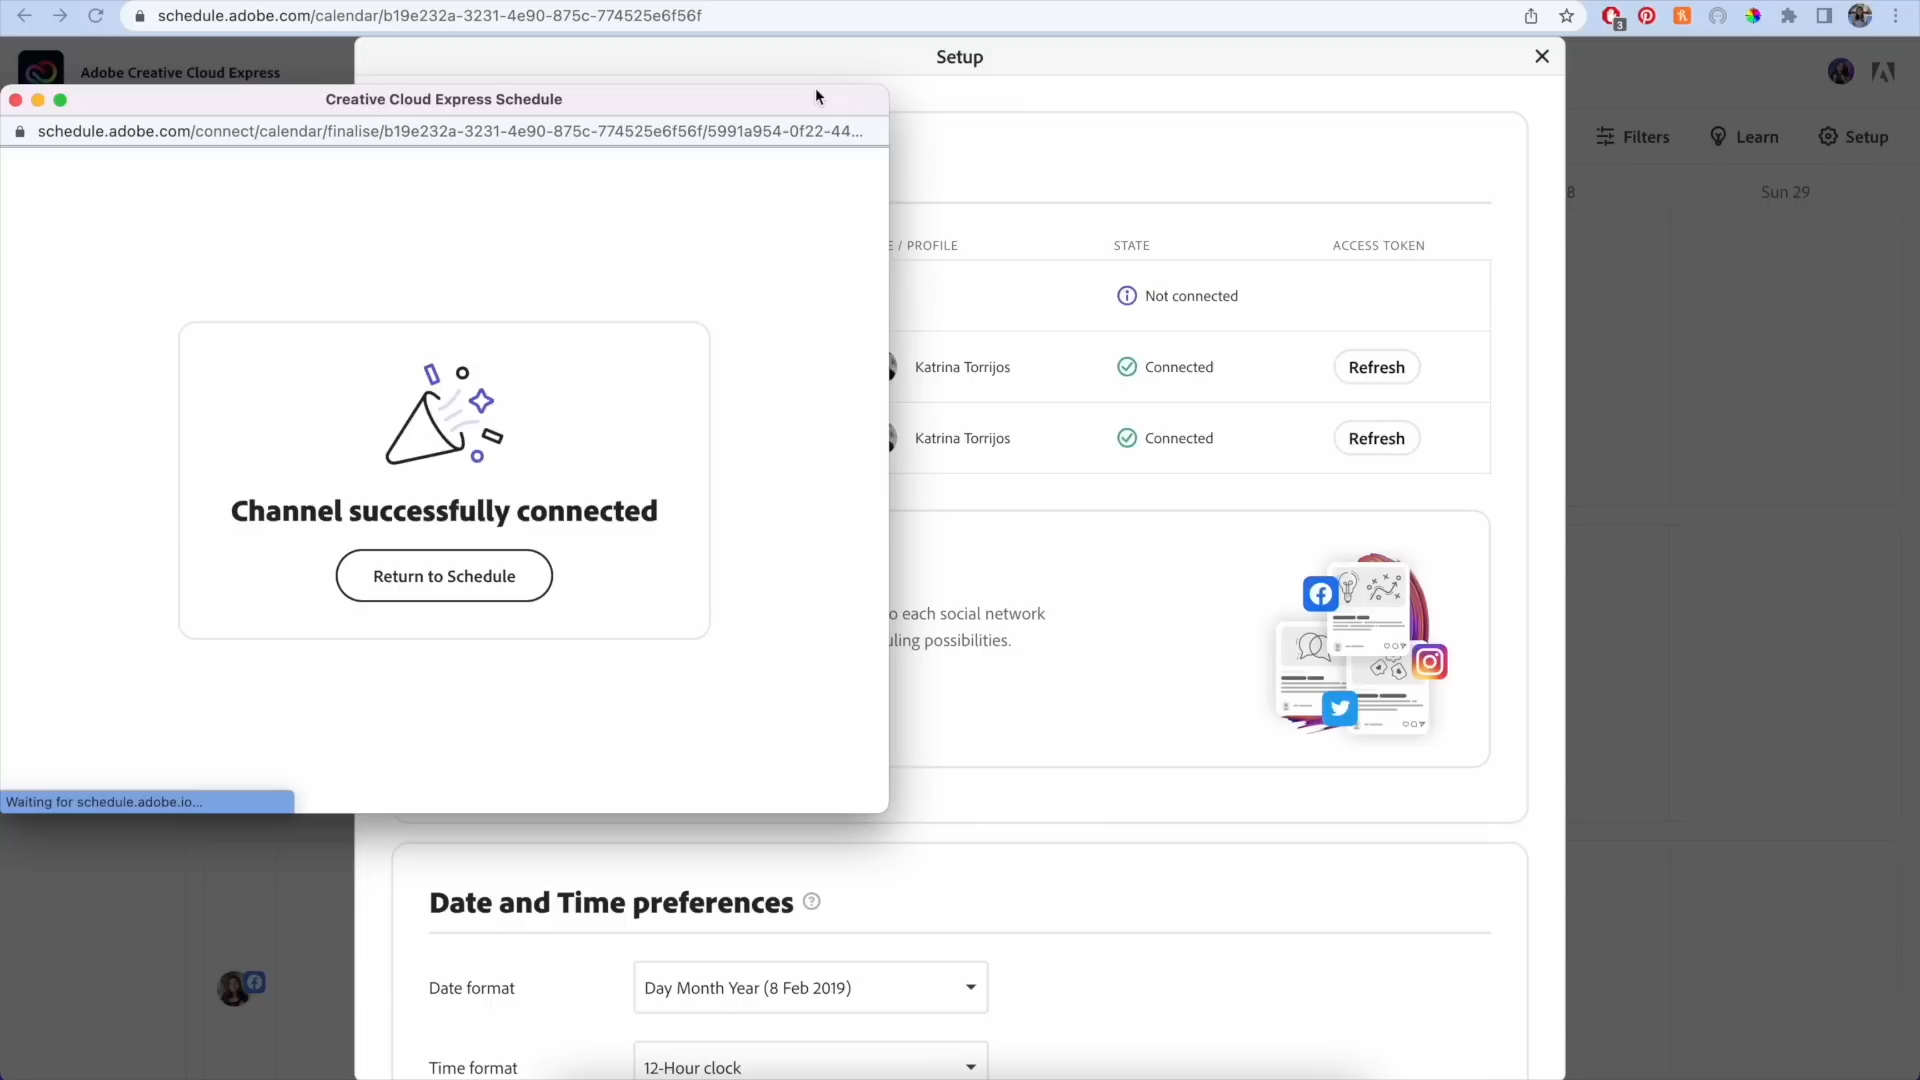 schedule.adobe.com/calendar/b19e232a-3231-4e90-875c-774525e6f56f
3
Setup
Adobe Creative Cloud Express
Creative Cloud Express Schedule
schedule.adobe.com/connect/calendar/finalise/b19e232a-3231-4e90-875c-774525e6f56f/5991a954-0f22-44...
Filters
Learn
Setup
8
Sun 29
E / PROFILE
STATE
ACCESS TOKEN
Not connected
Katrina Torrijos
Connected
Refresh
Katrina Torrijos
Connected
Refresh
Channel successfully connected
Return to Schedule
o each social network
uling possibilities.
Waiting for schedule.adobe.io...
Date and Time preferences
Date format
Day Month Year (8 Feb 2019)
Time format
12-Hour clock